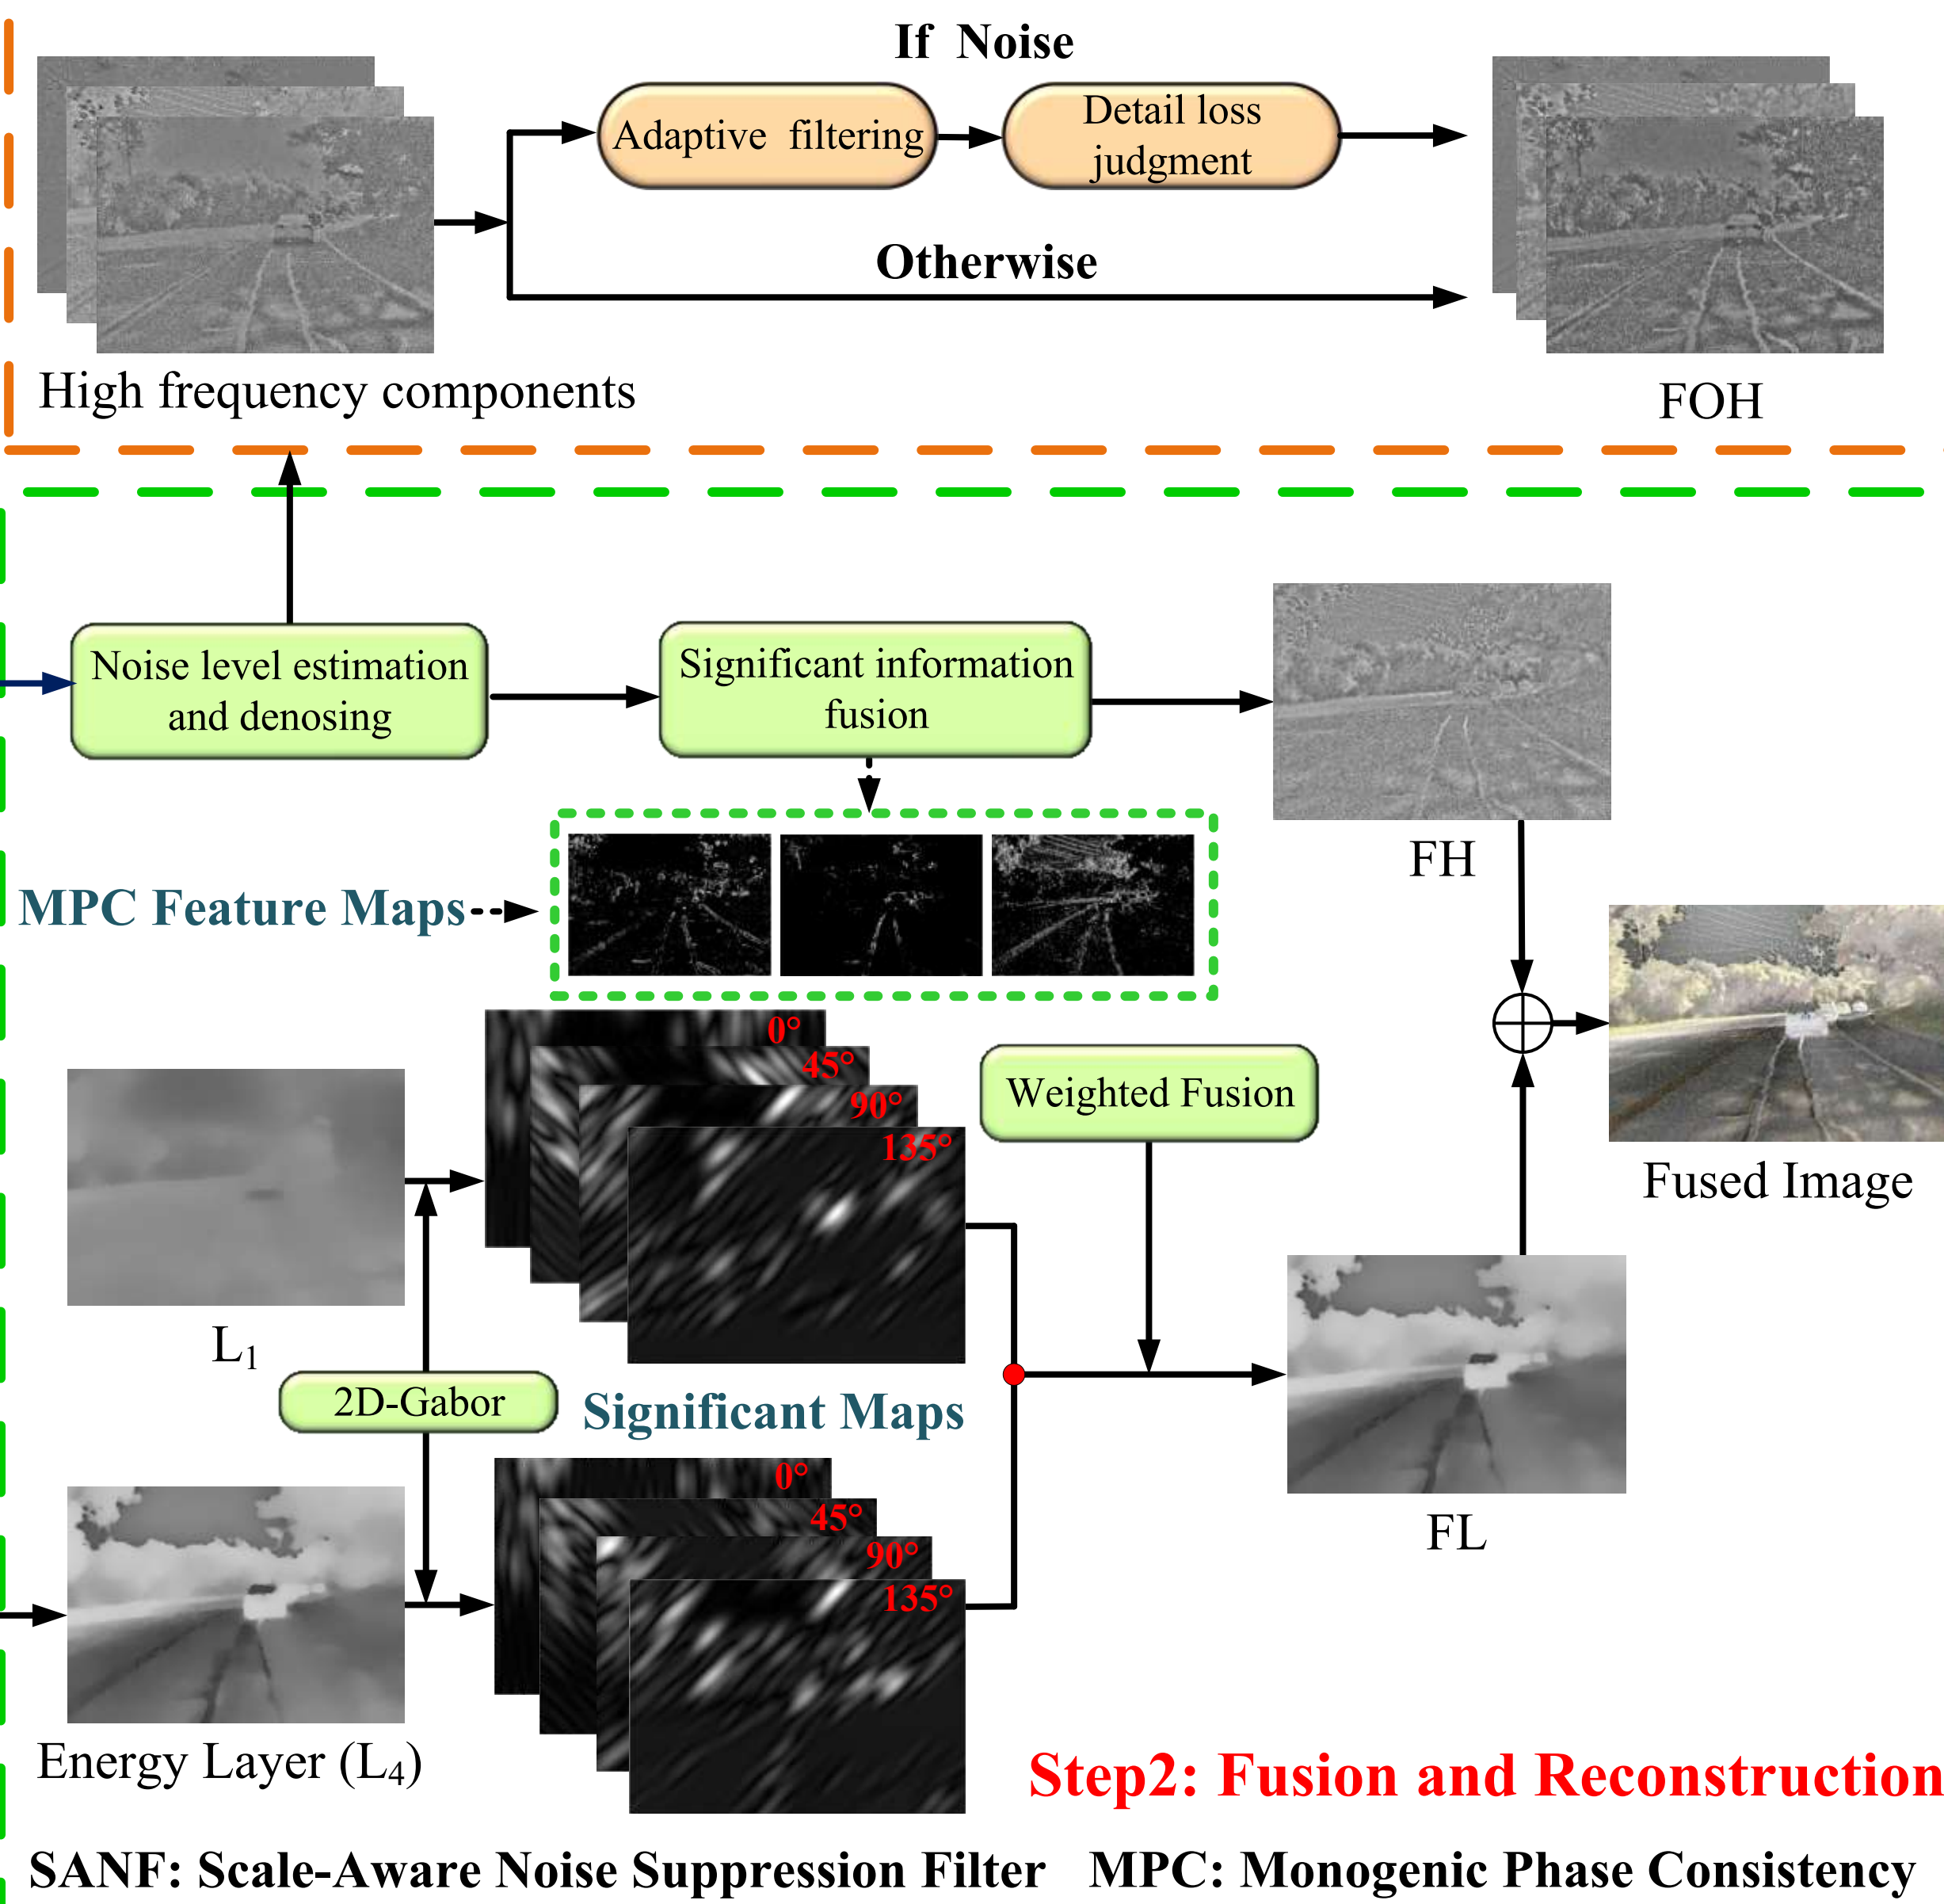 If Noise
Adaptive filtering
Detail loss
judgment
Otherwise
High frequency components
FOH
Noise level estimation
and denosing
Significant information
fusion
FH
MPC Feature Maps
0°
45°
90°
135°
Weighted Fusion
Fused Image
L₁
2D-Gabor
Significant Maps
0°
45°
90°
135°
FL
Energy Layer (L₄)
Step2: Fusion and Reconstruction
SANF: Scale-Aware Noise Suppression Filter MPC: Monogenic Phase Consistency